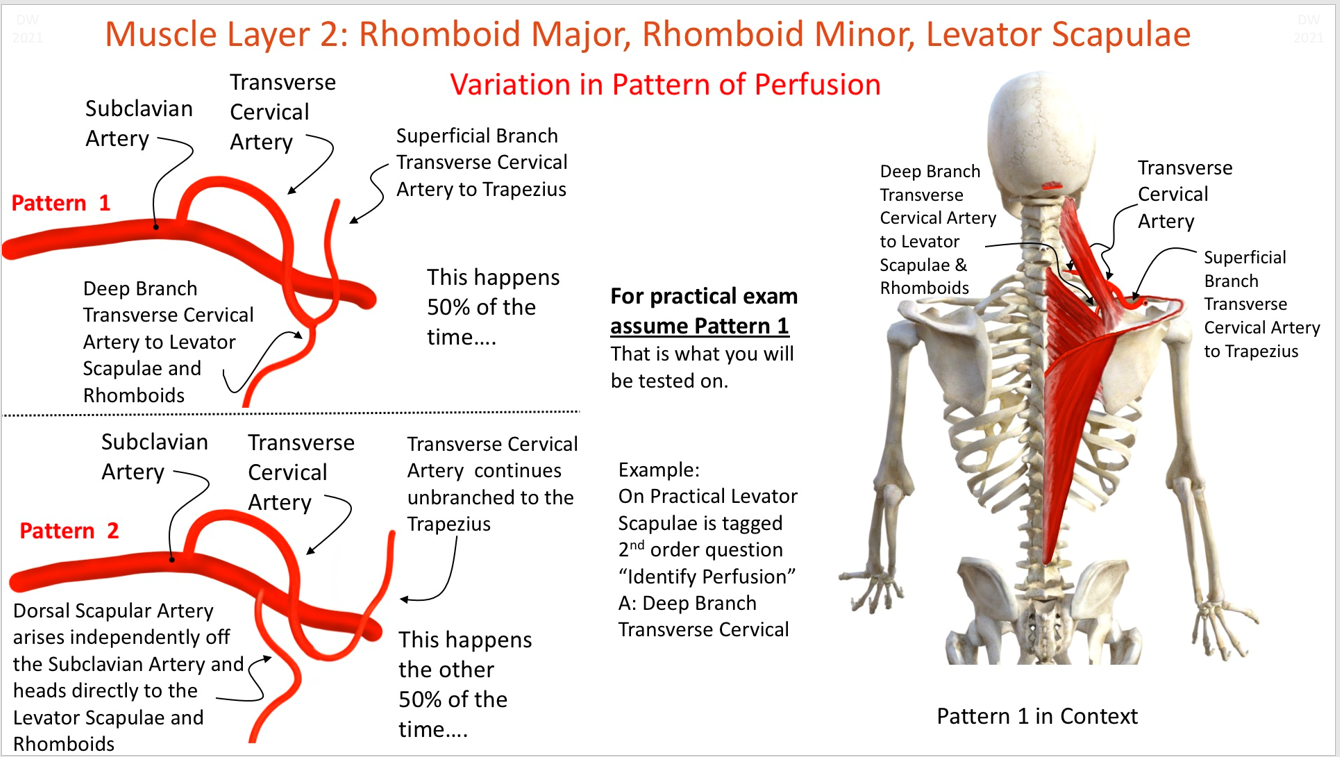 DW
2021
DW
2021
Muscle Layer 2: Rhomboid Major, Rhomboid Minor, Levator Scapulae
Variation in Pattern of Perfusion
Subclavian
Artery
Transverse
Cervical
Artery
Superficial Branch
Transverse Cervical
Artery to Trapezius
Pattern 1
Deep Branch
Transverse Cervical
Artery to Levator
Scapulae and
Rhomboids
This happens
50% of the
time....
Subclavian
Artery
Transverse
Cervical
Artery
Transverse Cervical
Artery continues
unbranched to the
Trapezius
Pattern 2
Dorsal Scapular Artery
arises independently off
the Subclavian Artery and
heads directly to the
Levator Scapulae and
Rhomboids
This happens
the other
50% of the
time....
For practical exam
assume Pattern 1
That is what you will
be tested on.
Example:
On Practical Levator
Scapulae is tagged
2nd order question
“Identify Perfusion”
A: Deep Branch
Transverse Cervical
Deep Branch
Transverse
Cervical Artery
to Levator
Scapulae &
Rhomboids
Transverse
Cervical
Artery
Superficial
Branch
Transverse
Cervical Artery
to Trapezius
Pattern 1 in Context